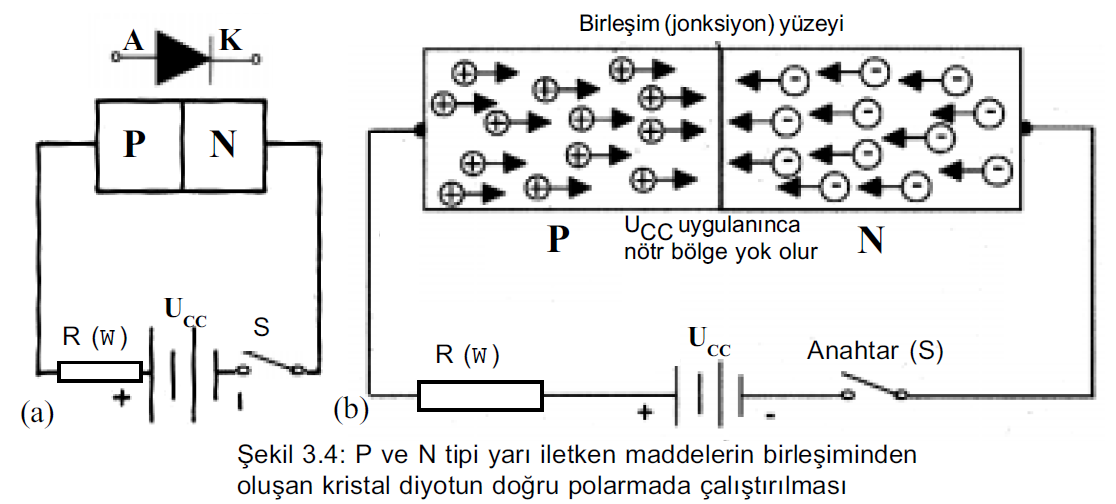 A
K
P
N
UCC
R (W)
S
+
-
(a)
Birleşim (jonksiyon) yüzeyi
P
UCC uygulanınca
nötr bölge yok olur
N
R (W)
UCC
Anahtar (S)
+
-
(b)
Şekil 3.4: P ve N tipi yarı iletken maddelerin birleşiminden
oluşan kristal diyotun doğru polarmada çalıştırılması